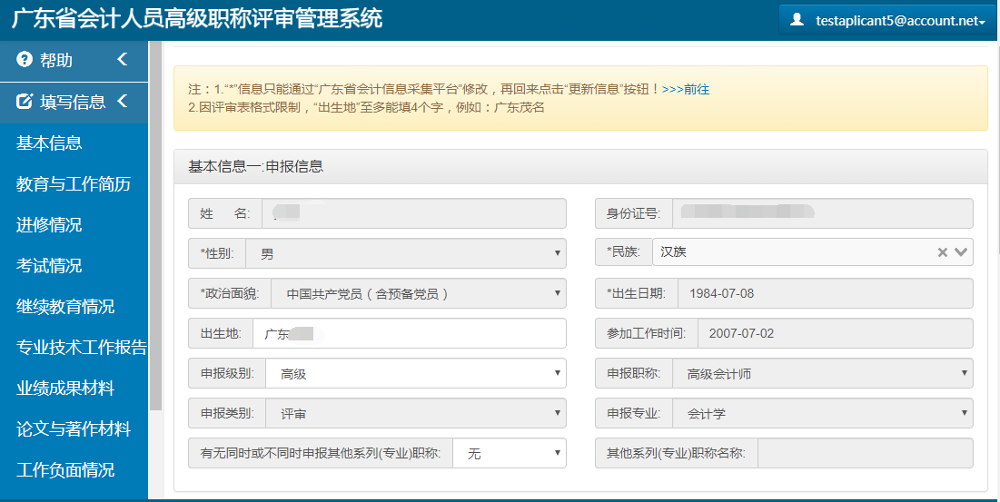 广东省会计人员高级职称评审管理系统
testaplicant5@account.net
帮助
填写信息
基本信息
教育与工作简历
进修情况
考试情况
继续教育情况
专业技术工作报告
业绩成果材料
论文与著作材料
工作负面情况
注：1."*"信息只能通过"广东省会计信息采集平台"修改，再回来点击"更新信息"按钮！>>>前往
2.因评审表格式限制，"出生地"至多能填4个字，例如：广东茂名
基本信息一:申报信息
姓 名:
身份证号:
*性别: 男
*民族: 汉族
*政治面貌: 中国共产党员（含预备党员）
*出生日期: 1984-07-08
出生地: 广东
参加工作时间: 2007-07-02
申报级别: 高级
申报职称: 高级会计师
申报类别: 评审
申报专业: 会计学
有无同时或不同时申报其他系列(专业)职称: 无
其他系列(专业)职称名称: